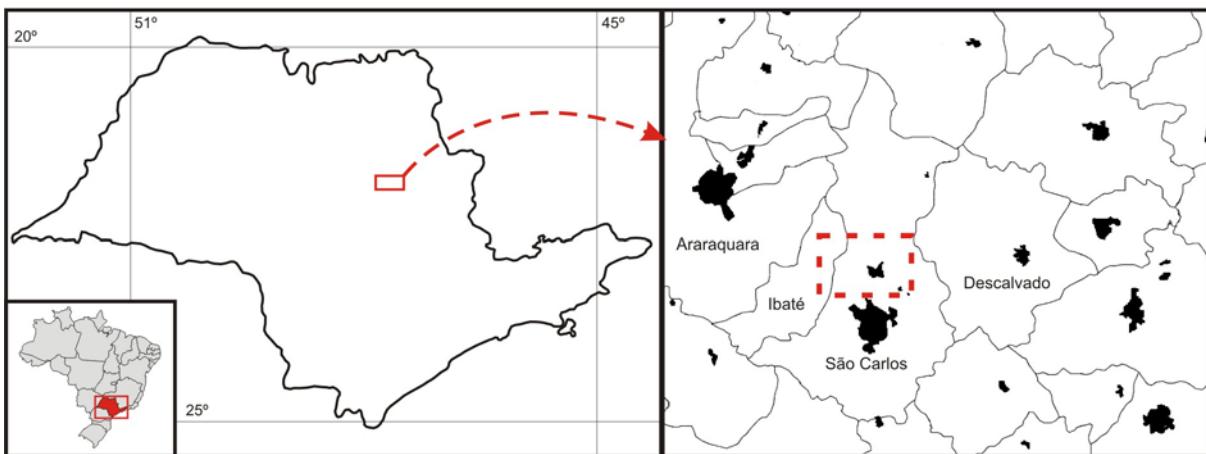 51º
45º
20º
25º
Araraquara
Ibaté
Descalvado
São Carlos